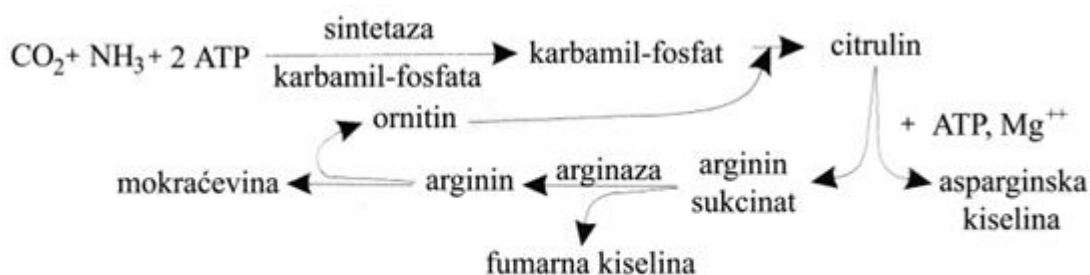 CO₂ + NH₃ + 2 ATP
sintetaza
karbamil-fosfata
karbamil-fosfat
citrulin
ornitin
+ ATP, Mg⁺⁺
mokraćevina
arginin
arginaza
arginin
sukcinat
asparginska
kiselina
fumarna kiselina